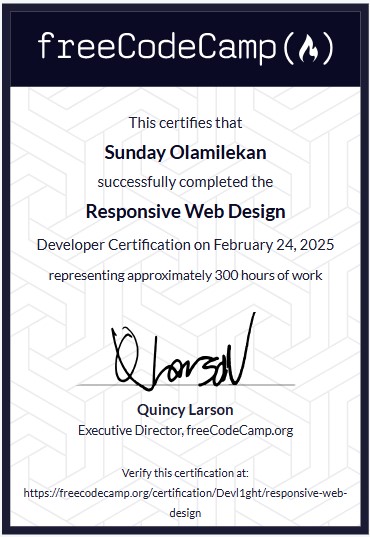 freeCodeCamp(🔥)
This certifies that
Sunday Olamilekan
successfully completed the
Responsive Web Design
Developer Certification on February 24, 2025
representing approximately 300 hours of work
Q Larson
Quincy Larson
Executive Director, freeCodeCamp.org
Verify this certification at:
https://freecodecamp.org/certification/Devl1ght/responsive-web-
design